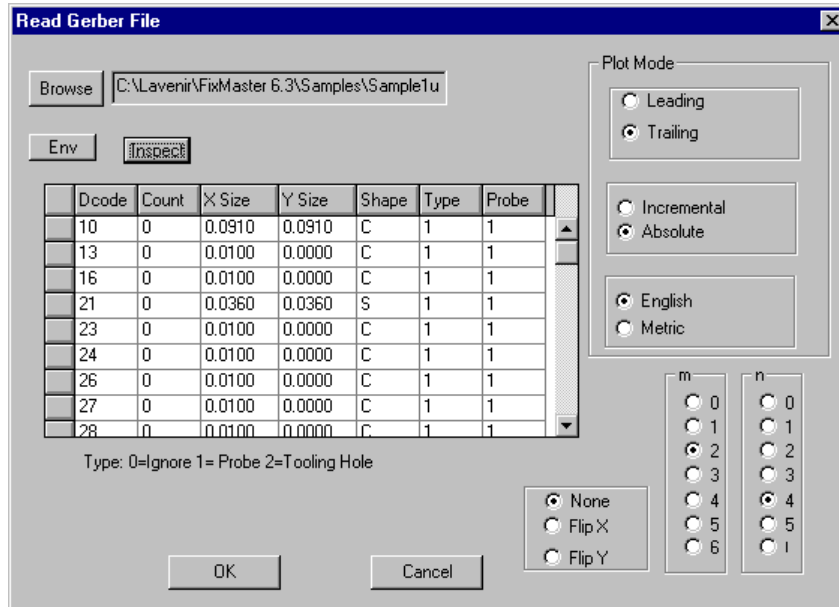 Read Gerber File
Browse C:\Lavenir\FixMaster 6.3\Samples\Sample1u
Env Inspect
Dcode Count X Size Y Size Shape Type Probe
10 0 0.0910 0.0910 C 1 1
13 0 0.0100 0.0000 C 1 1
16 0 0.0100 0.0000 C 1 1
21 0 0.0360 0.0360 S 1 1
23 0 0.0100 0.0000 C 1 1
24 0 0.0100 0.0000 C 1 1
26 0 0.0100 0.0000 C 1 1
27 0 0.0100 0.0000 C 1 1
28 0 0.0100 0.0000 C 1 1
Type: 0=Ignore 1= Probe 2=Tooling Hole
Plot Mode
Leading
Trailing
Incremental
Absolute
English
Metric
m
0
1
2
3
4
5
6
n
0
1
2
3
4
5
None
Flip X
Flip Y
OK Cancel